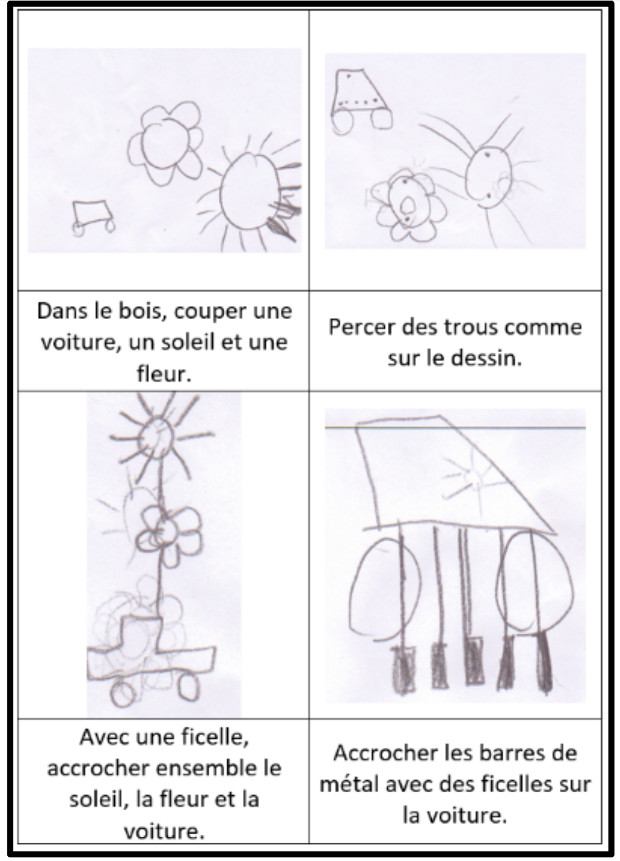 Dans le bois, couper une
voiture, un soleil et une
fleur.
Percer des trous comme
sur le dessin.
Avec une ficelle,
accrocher ensemble le
soleil, la fleur et la
voiture.
Accrocher les barres de
métal avec des ficelles sur
la voiture.